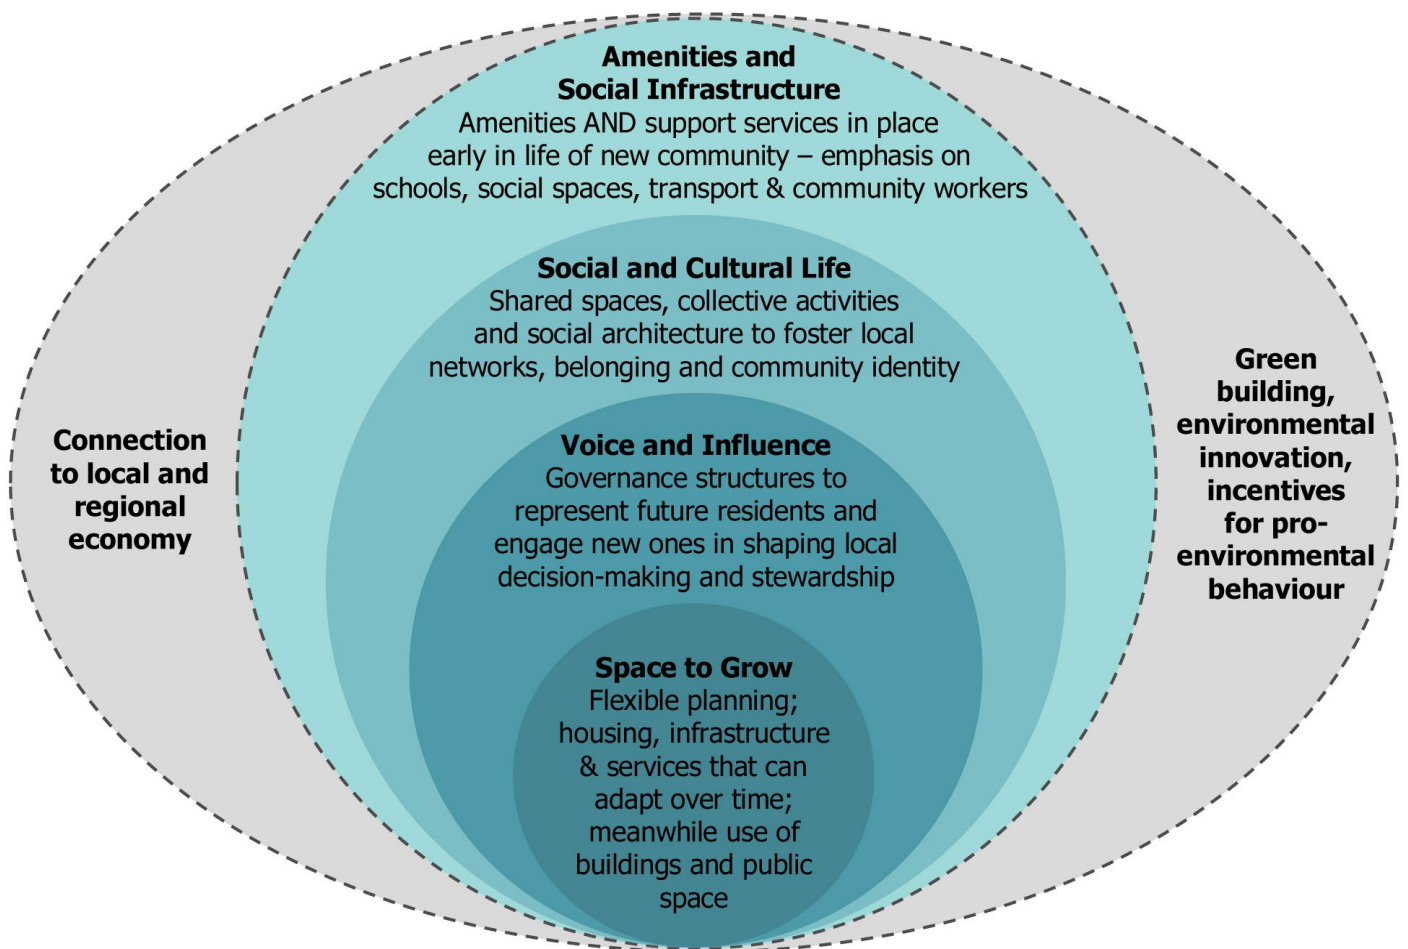 Amenities and
Social Infrastructure
Amenities AND support services in place
early in life of new community – emphasis on
schools, social spaces, transport & community workers
Social and Cultural Life
Shared spaces, collective activities
and social architecture to foster local
networks, belonging and community identity
Voice and Influence
Governance structures to
represent future residents and
engage new ones in shaping local
decision-making and stewardship
Space to Grow
Flexible planning;
housing, infrastructure
& services that can
adapt over time;
meanwhile use of
buildings and public
space
Connection
to local and
regional
economy
Green
building,
environmental
innovation,
incentives
for pro-
environmental
behaviour